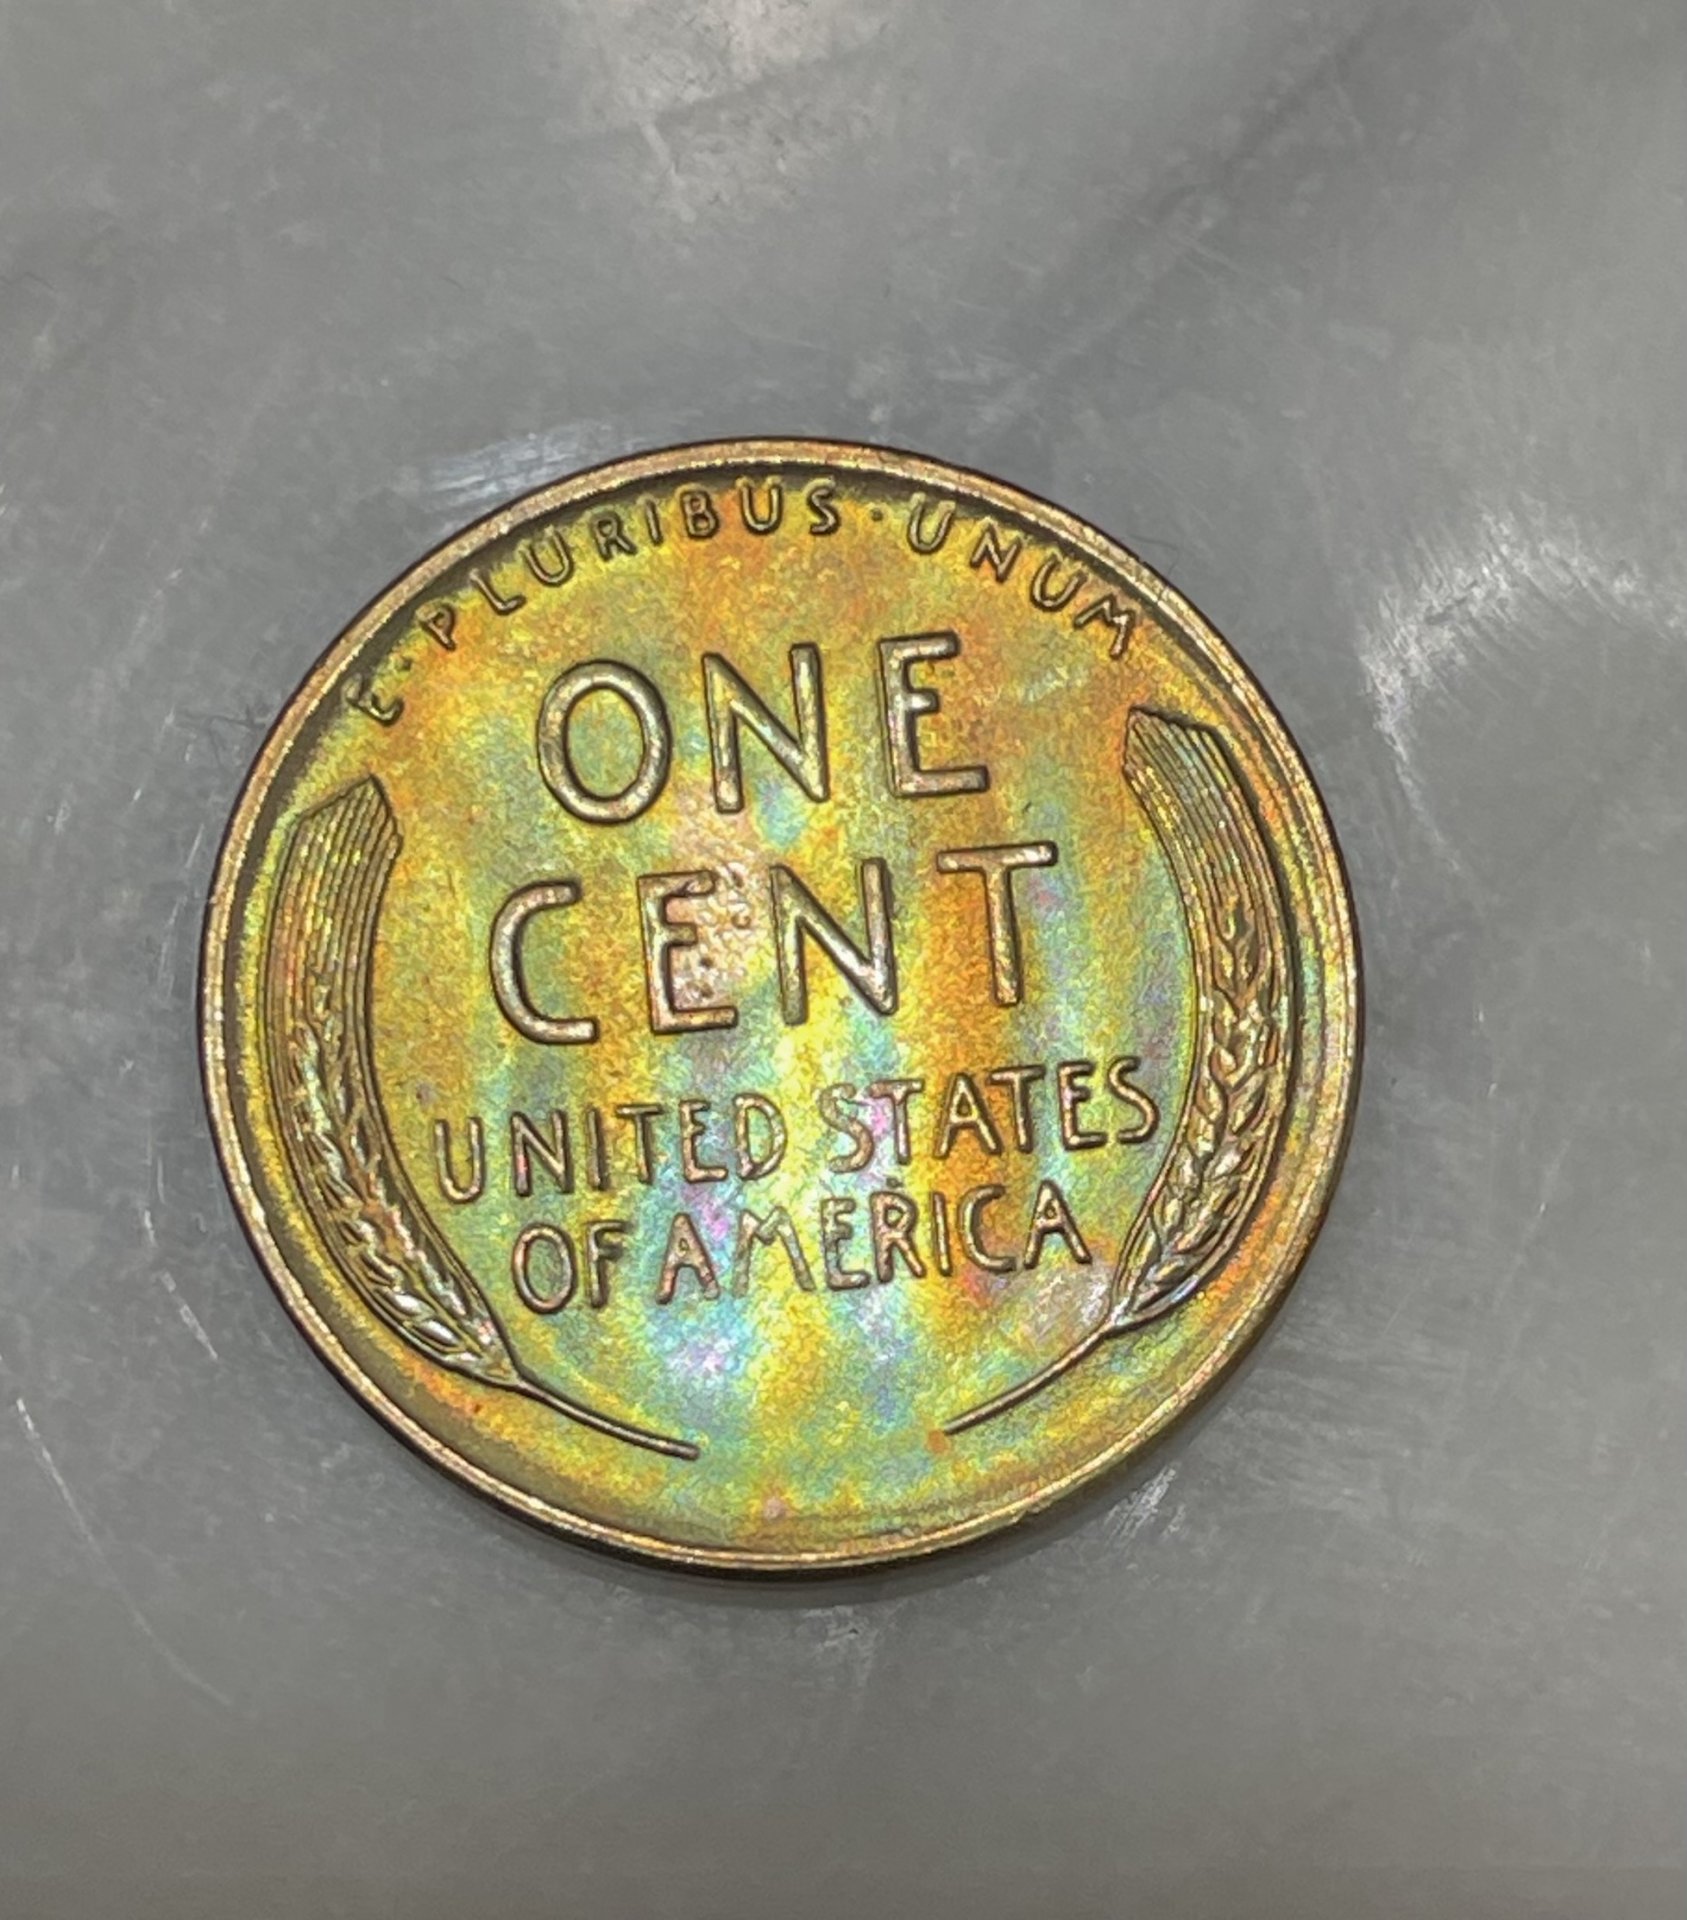 E·PLURIBUS·UNUM
ONE
CENT
UNITED STATES
OF AMERICA